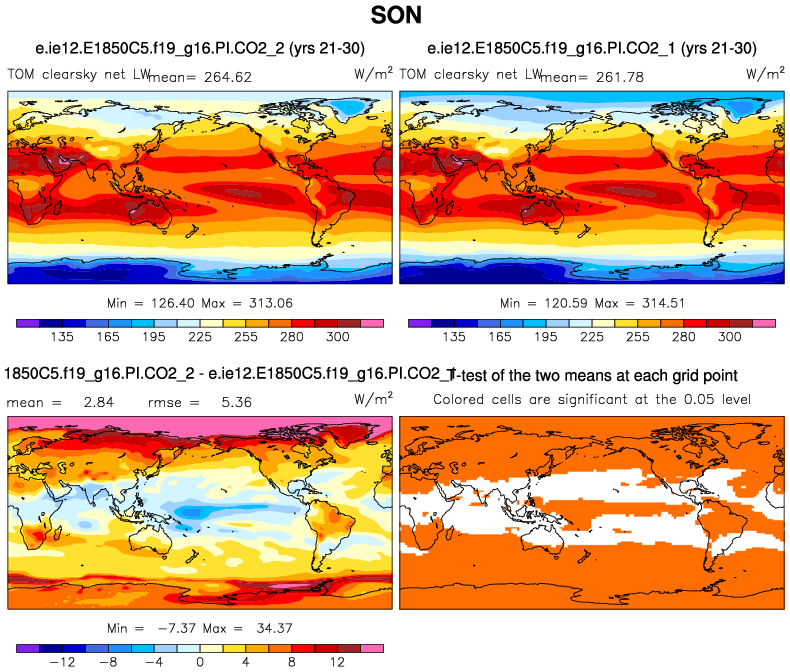 SON
e.ie12.E1850C5.f19_g16.PI.CO2_2 (yrs 21-30)
TOM clearsky net LW mean= 264.62 W/m²
Min = 126.40 Max = 313.06
135 165 195 225 255 280 300
e.ie12.E1850C5.f19_g16.PI.CO2_1 (yrs 21-30)
TOM clearsky net LW mean= 261.78 W/m²
Min = 120.59 Max = 314.51
135 165 195 225 255 280 300
1850C5.f19_g16.PI.CO2_2 - e.ie12.E1850C5.f19_g16.PI.CO2_1
mean = 2.84 rmse = 5.36 W/m²
Min = -7.37 Max = 34.37
-12 -8 -4 0 4 8 12
T-test of the two means at each grid point
Colored cells are significant at the 0.05 level